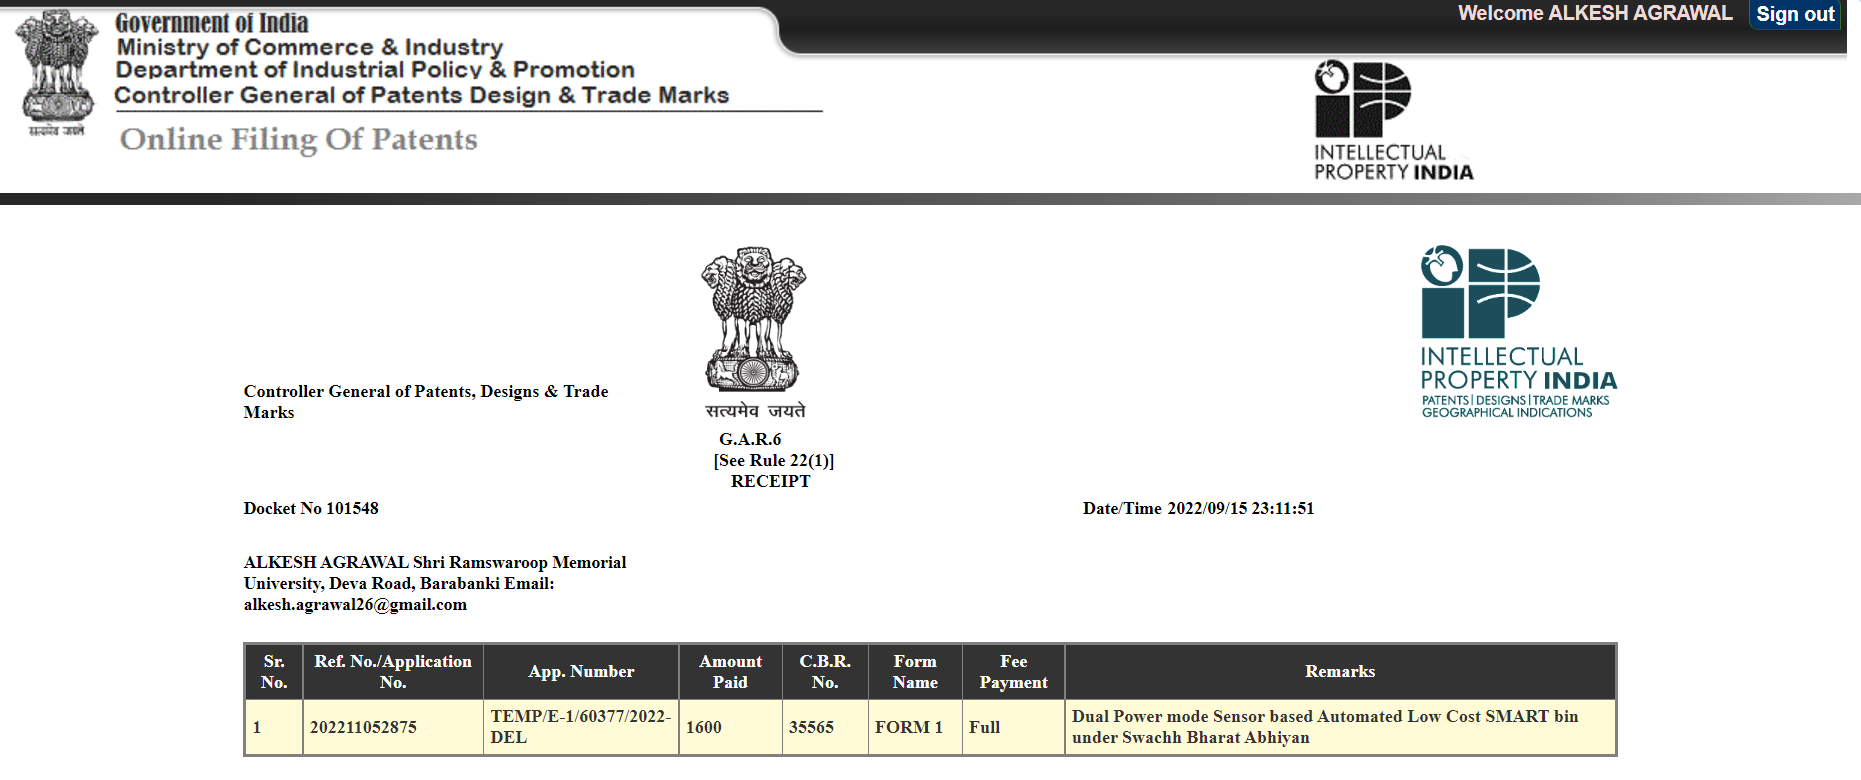 Welcome ALKESH AGRAWAL Sign out
Government of India
Ministry of Commerce & Industry
Department of Industrial Policy & Promotion
Controller General of Patents Design & Trade Marks
सत्यमेव जयते
Online Filing Of Patents
INTELLECTUAL
PROPERTY INDIA
INTELLECTUAL
PROPERTY INDIA
PATENTS | DESIGNS | TRADE MARKS
GEOGRAPHICAL INDICATIONS
Controller General of Patents, Designs & Trade
Marks
सत्यमेव जयते
G.A.R.6
[See Rule 22(1)]
RECEIPT
Docket No 101548
Date/Time 2022/09/15 23:11:51
ALKESH AGRAWAL Shri Ramswaroop Memorial
University, Deva Road, Barabanki Email:
alkesh.agrawal26@gmail.com
Sr. No. Ref. No./Application No. App. Number Amount Paid C.B.R. No. Form Name Fee Payment Remarks
1 202211052875 TEMP/E-1/60377/2022-DEL 1600 35565 FORM 1 Full Dual Power mode Sensor based Automated Low Cost SMART bin
under Swachh Bharat Abhiyan